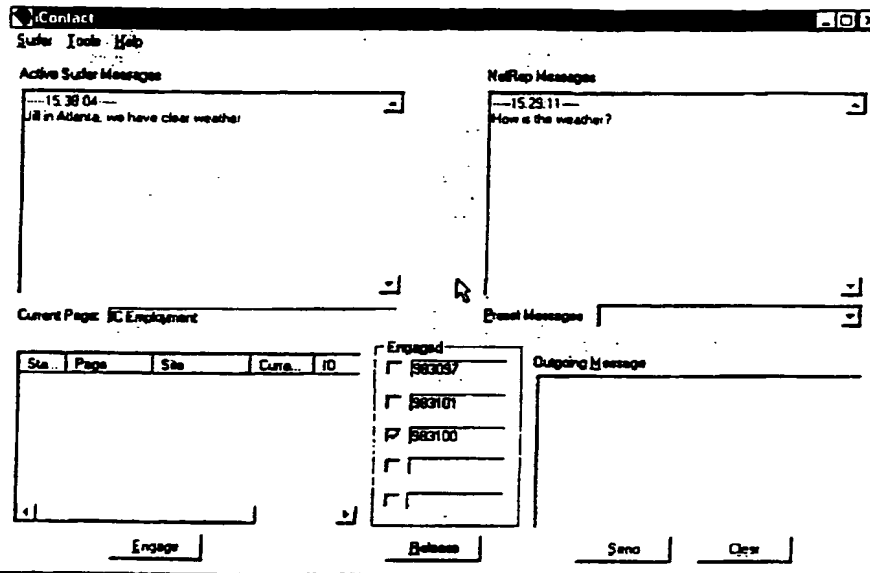 iContact
Surfer Tools Help
Active Surfer Messages
NetRep Messages
----15.38.04----
Jill in Atlanta, we have clear weather
----15.29.11----
How is the weather?
Current Page: IC Employment
Preset Messages
Sta... Page Site Curre... ID
Engaged
983097
983101
983100
Outgoing Message
Engage
Release
Send
Clear